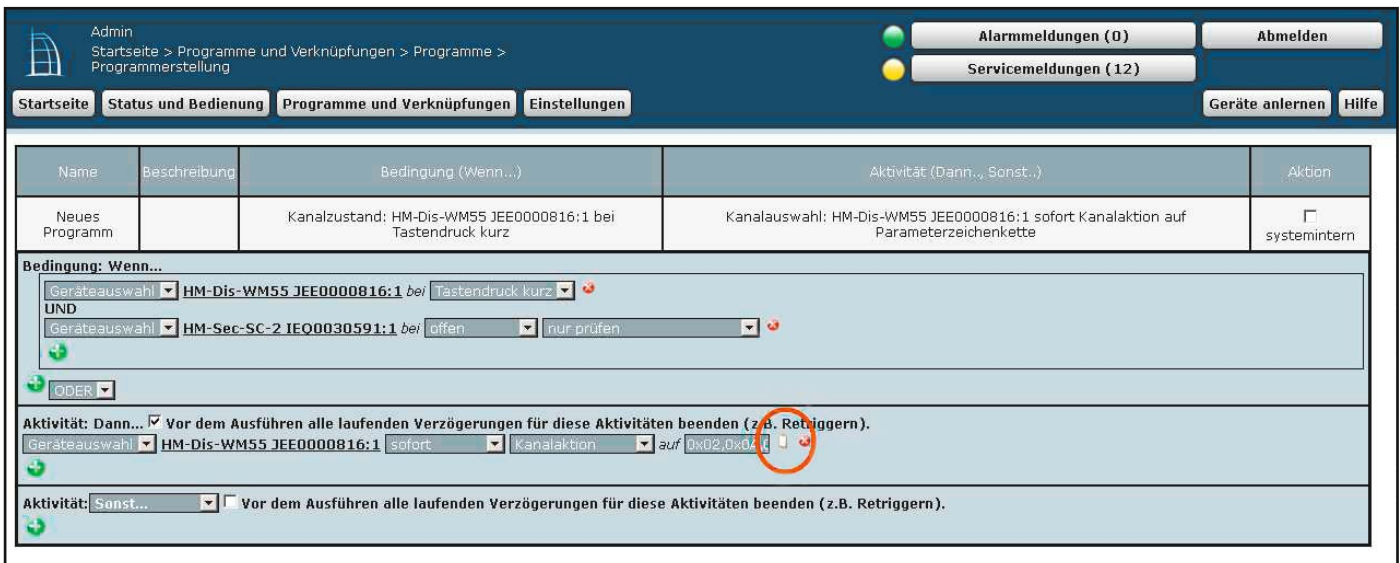 Admin
Startseite > Programme und Verknüpfungen > Programme >
Programmerstellung
Alarmmeldungen (0)
Abmelden
Servicemeldungen (12)
Startseite Status und Bedienung Programme und Verknüpfungen Einstellungen Geräte anlernen Hilfe
Name Beschreibung Bedingung (Wenn...) Aktivität (Dann.., Sonst..) Aktion
Neues
Programm
Kanalzustand: HM-Dis-WM55 JEE0000816:1 bei
Tastendruck kurz
Kanalauswahl: HM-Dis-WM55 JEE0000816:1 sofort Kanalaktion auf
Parameterzeichenkette
systemintern
Bedingung: Wenn...
Geräteauswahl HM-Dis-WM55 JEE0000816:1 bei Tastendruck kurz
UND
Geräteauswahl HM-Sec-SC-2 IEQ0030591:1 bei offen nur prüfen
ODER
Aktivität: Dann... Vor dem Ausführen alle laufenden Verzögerungen für diese Aktivitäten beenden (z.B. Retriggern).
Geräteauswahl HM-Dis-WM55 JEE0000816:1 sofort Kanalaktion auf 0x02,0x0A,
Aktivität: Sonst... Vor dem Ausführen alle laufenden Verzögerungen für diese Aktivitäten beenden (z.B. Retriggern).